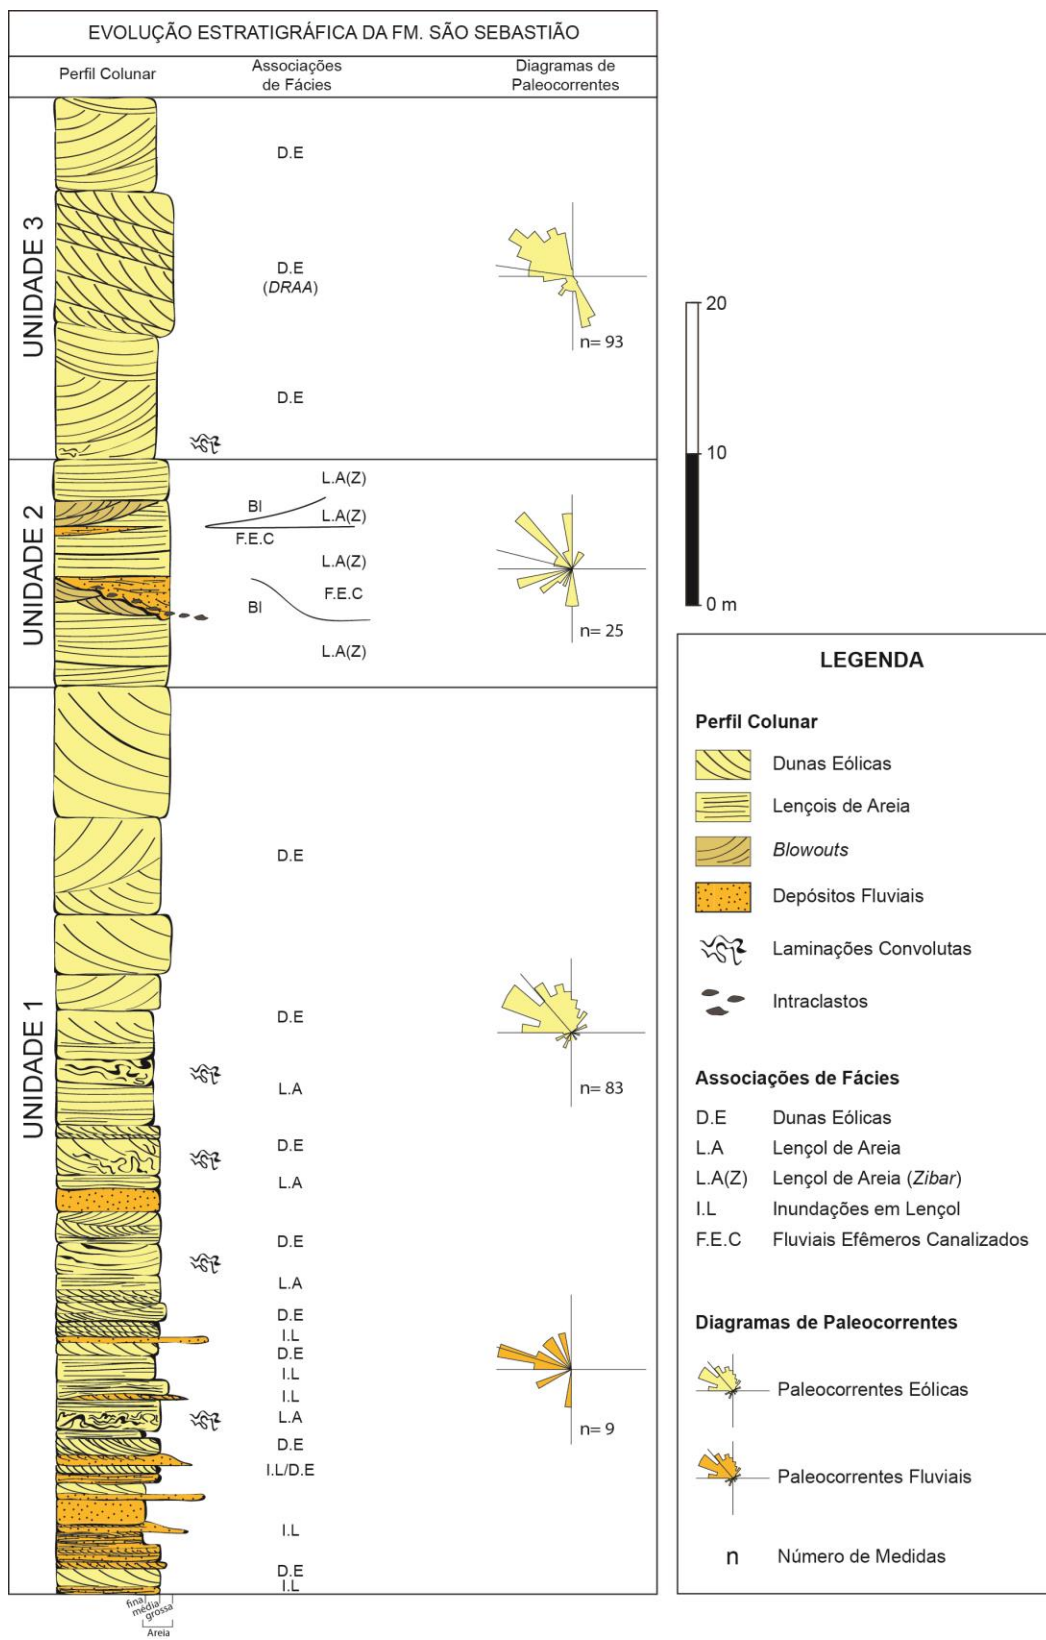 EVOLUÇÃO ESTRATIGRÁFICA DA FM. SÃO SEBASTIÃO
Perfil Colunar
Associações
de Fácies
Diagramas de
Paleocorrentes
UNIDADE 3
D.E
D.E
(DRAA)
n= 93
D.E
UNIDADE 2
L.A(Z)
BI
L.A(Z)
F.E.C
L.A(Z)
F.E.C
BI
n= 25
L.A(Z)
UNIDADE 1
D.E
D.E
n= 83
L.A
D.E
L.A
D.E
L.A
D.E
I.L
D.E
I.L
I.L
L.A
n= 9
D.E
I.L/D.E
I.L
D.E
I.L
fina
média
grossa
Areia
20
10
0 m
LEGENDA
Perfil Colunar
Dunas Eólicas
Lençois de Areia
Blowouts
Depósitos Fluviais
Laminações Convolutas
Intraclastos
Associações de Fácies
D.E Dunas Eólicas
L.A Lençol de Areia
L.A(Z) Lençol de Areia (Zibar)
I.L Inundações em Lençol
F.E.C Fluviais Efêmeros Canalizados
Diagramas de Paleocorrentes
Paleocorrentes Eólicas
Paleocorrentes Fluviais
n Número de Medidas